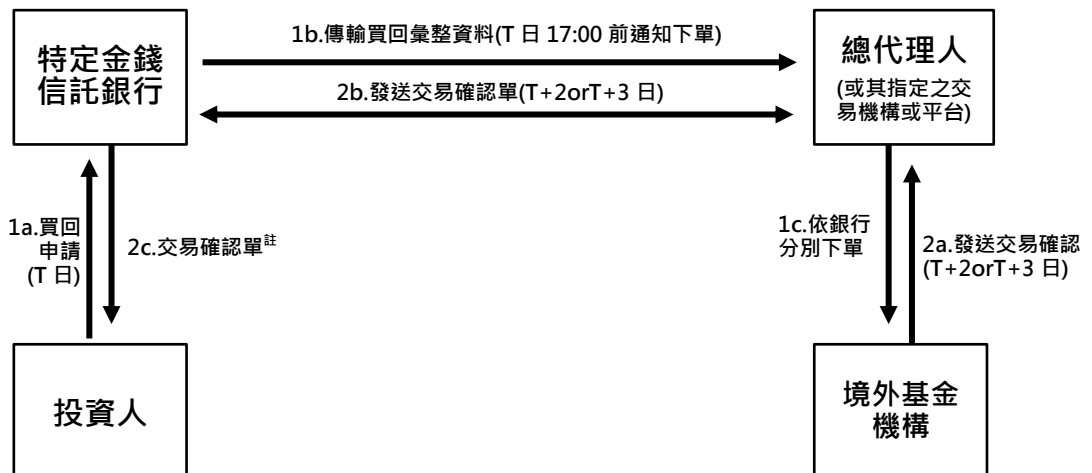 1b.傳輸買回彙整資料(T 日 17:00 前通知下單)
特定金錢
信託銀行
總代理人
(或其指定之交
易機構或平台)
2b.發送交易確認單(T+2orT+3 日)
1a.買回
申請
(T 日)
2c.交易確認單註
1c.依銀行
分別下單
2a.發送交易確認
(T+2orT+3 日)
投資人
境外基金
機構